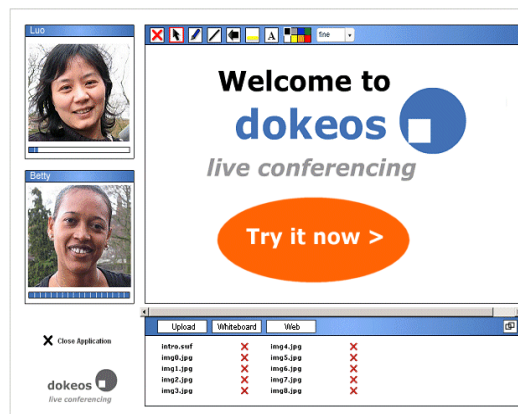 Luo
A
fine
Welcome to
dokeos
live conferencing
Try it now >
Betty
Upload
Whiteboard
Web
intro.swf
img0.jpg
img1.jpg
img2.jpg
img3.jpg
img4.jpg
img5.jpg
img6.jpg
img7.jpg
img8.jpg
Close Application
dokeos
live conferencing